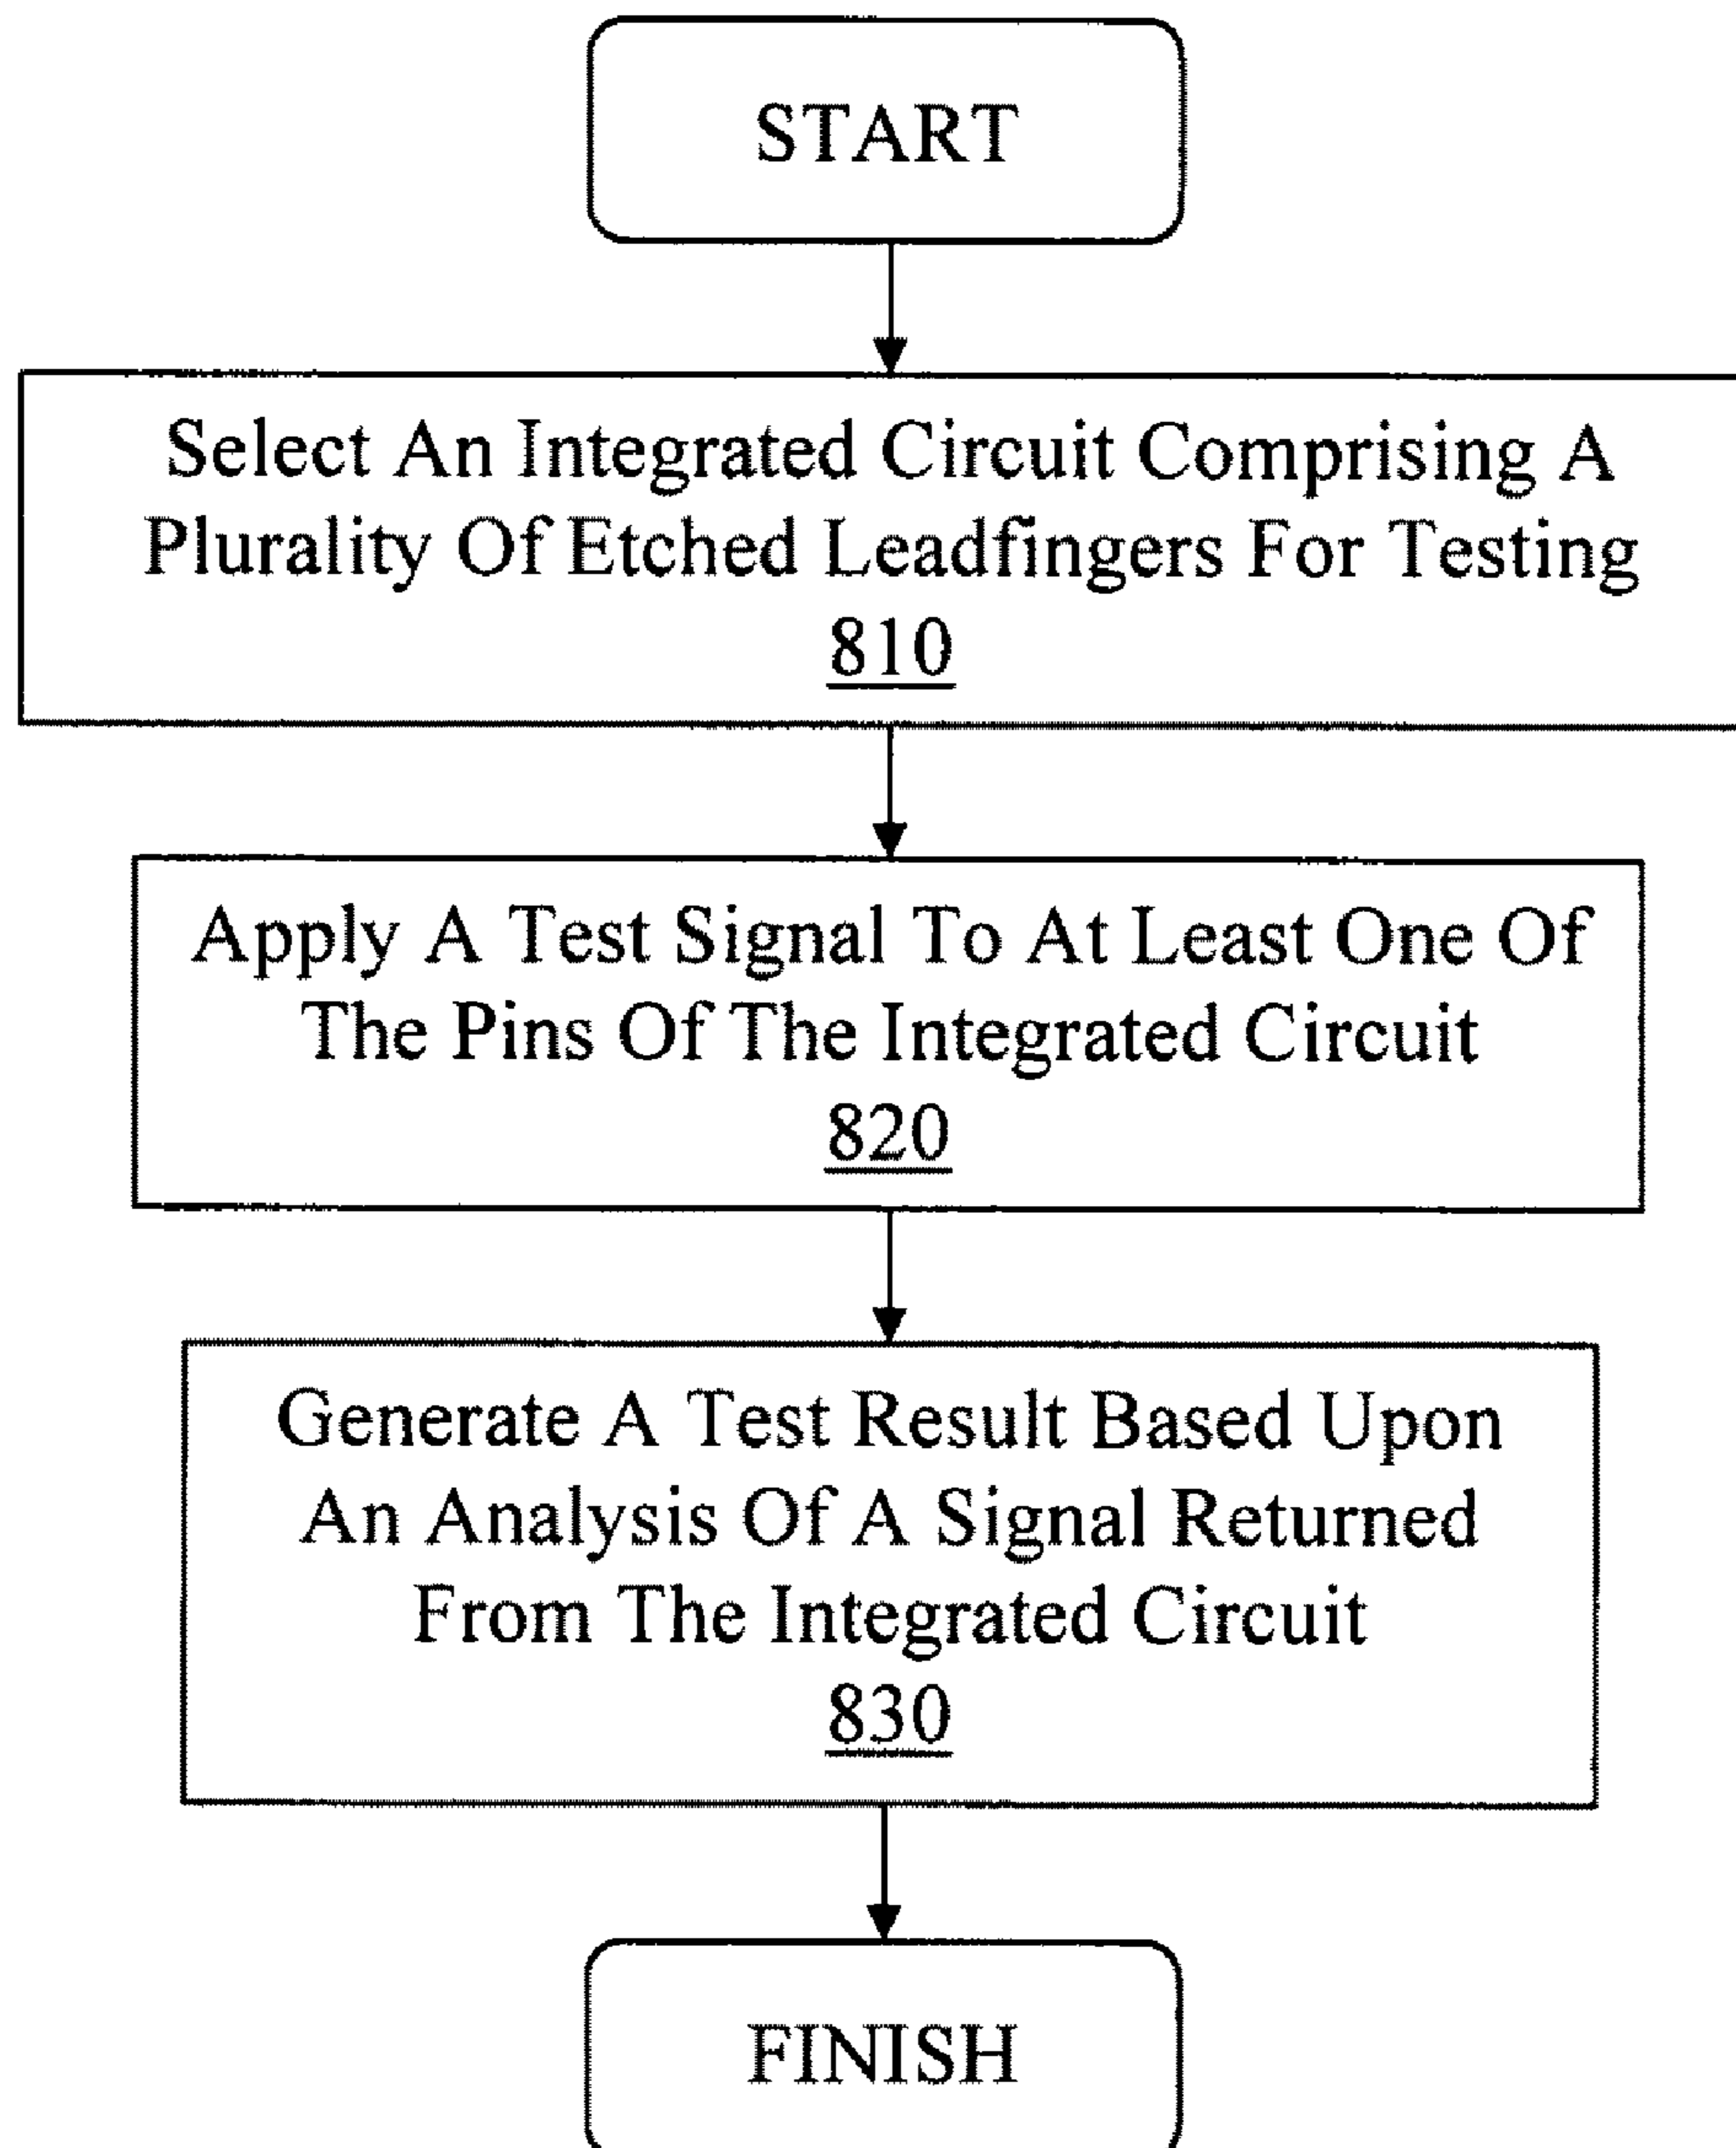 START
Select An Integrated Circuit Comprising A
Plurality Of Etched Leadfingers For Testing
810
Apply A Test Signal To At Least One Of
The Pins Of The Integrated Circuit
820
Generate A Test Result Based Upon
An Analysis Of A Signal Returned
From The Integrated Circuit
830
FINISH